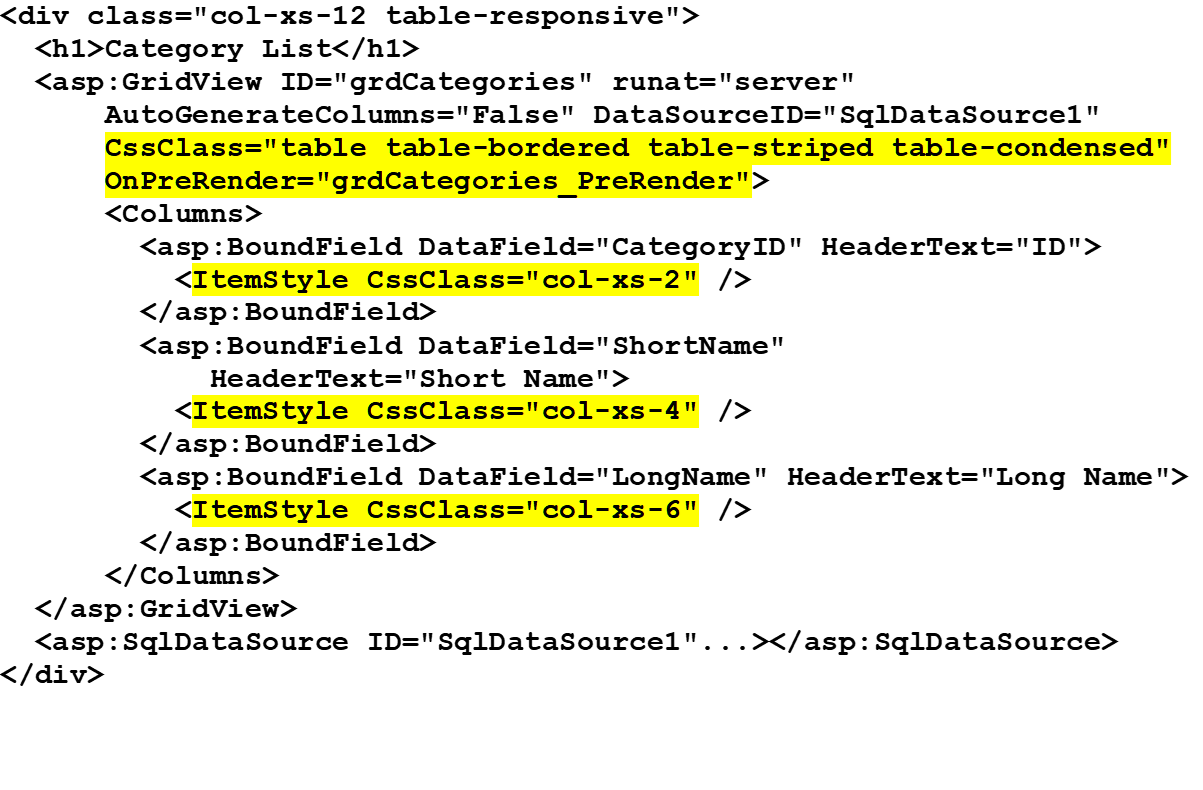 <div class="col-xs-12 table-responsive">
  <h1>Category List</h1>
  <asp:GridView ID="grdCategories" runat="server"
      AutoGenerateColumns="False" DataSourceID="SqlDataSource1"
      CssClass="table table-bordered table-striped table-condensed"
      OnPreRender="grdCategories_PreRender">
      <Columns>
        <asp:BoundField DataField="CategoryID" HeaderText="ID">
          <ItemStyle CssClass="col-xs-2" />
        </asp:BoundField>
        <asp:BoundField DataField="ShortName"
            HeaderText="Short Name">
          <ItemStyle CssClass="col-xs-4" />
        </asp:BoundField>
        <asp:BoundField DataField="LongName" HeaderText="Long Name">
          <ItemStyle CssClass="col-xs-6" />
        </asp:BoundField>
      </Columns>
  </asp:GridView>
  <asp:SqlDataSource ID="SqlDataSource1"...></asp:SqlDataSource>
</div>